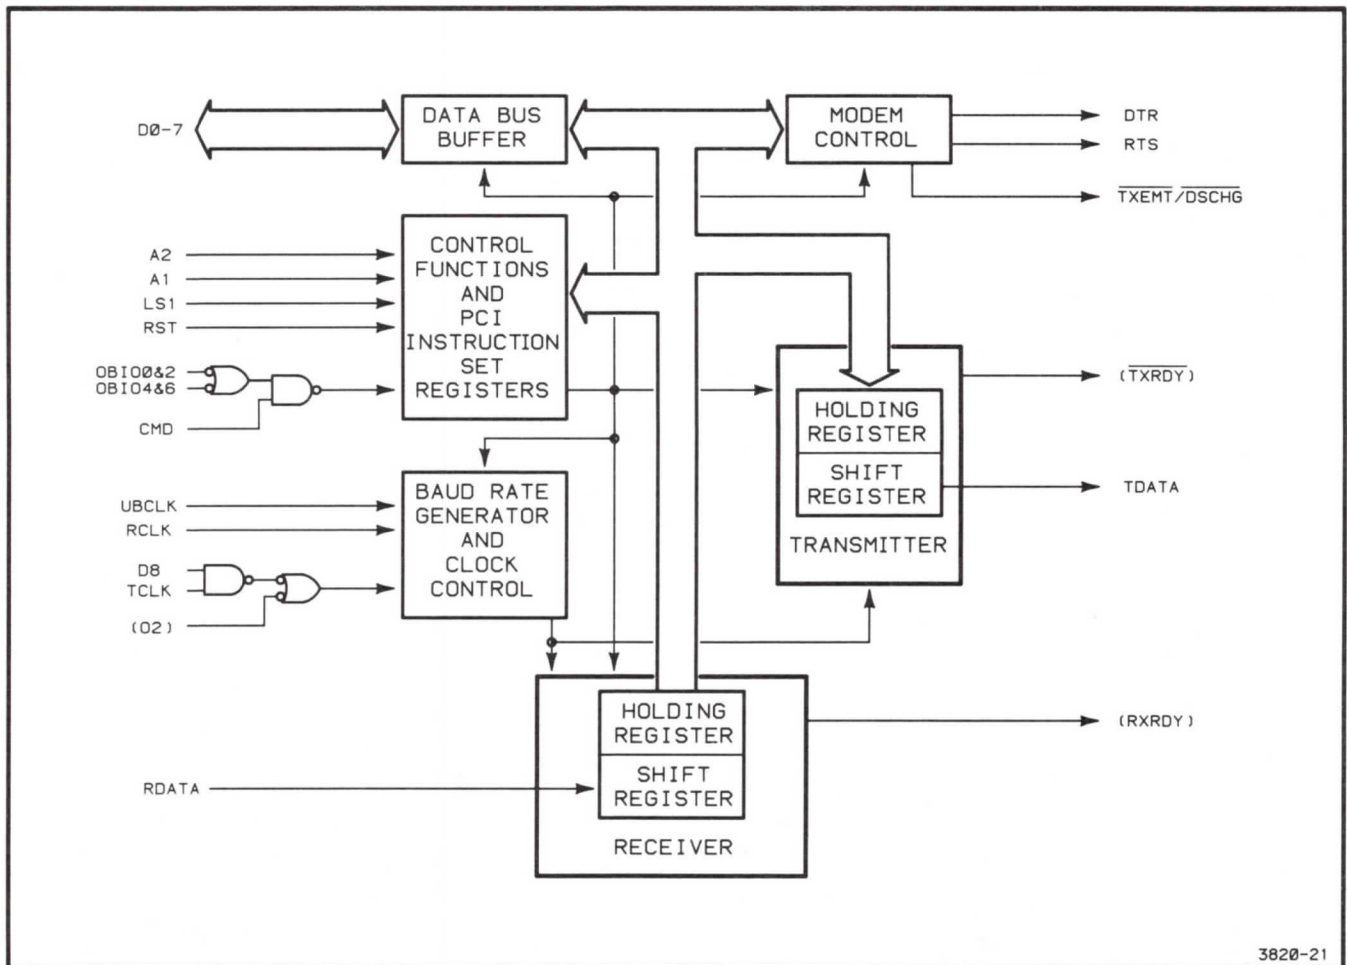 DATA BUS
BUFFER
MODEM
CONTROL
DØ-7
DTR
RTS
TXEMT/DSCHG
CONTROL
FUNCTIONS
AND
PCI
INSTRUCTION
SET
REGISTERS
A2
A1
LS1
RST
OBIOØ&2
OBIO4&6
CMD
(TXRDY)
HOLDING
REGISTER
SHIFT
REGISTER
TRANSMITTER
TDATA
BAUD RATE
GENERATOR
AND
CLOCK
CONTROL
UBCLK
RCLK
D8
TCLK
(O2)
HOLDING
REGISTER
SHIFT
REGISTER
RECEIVER
(RXRDY)
RDATA
3820-21